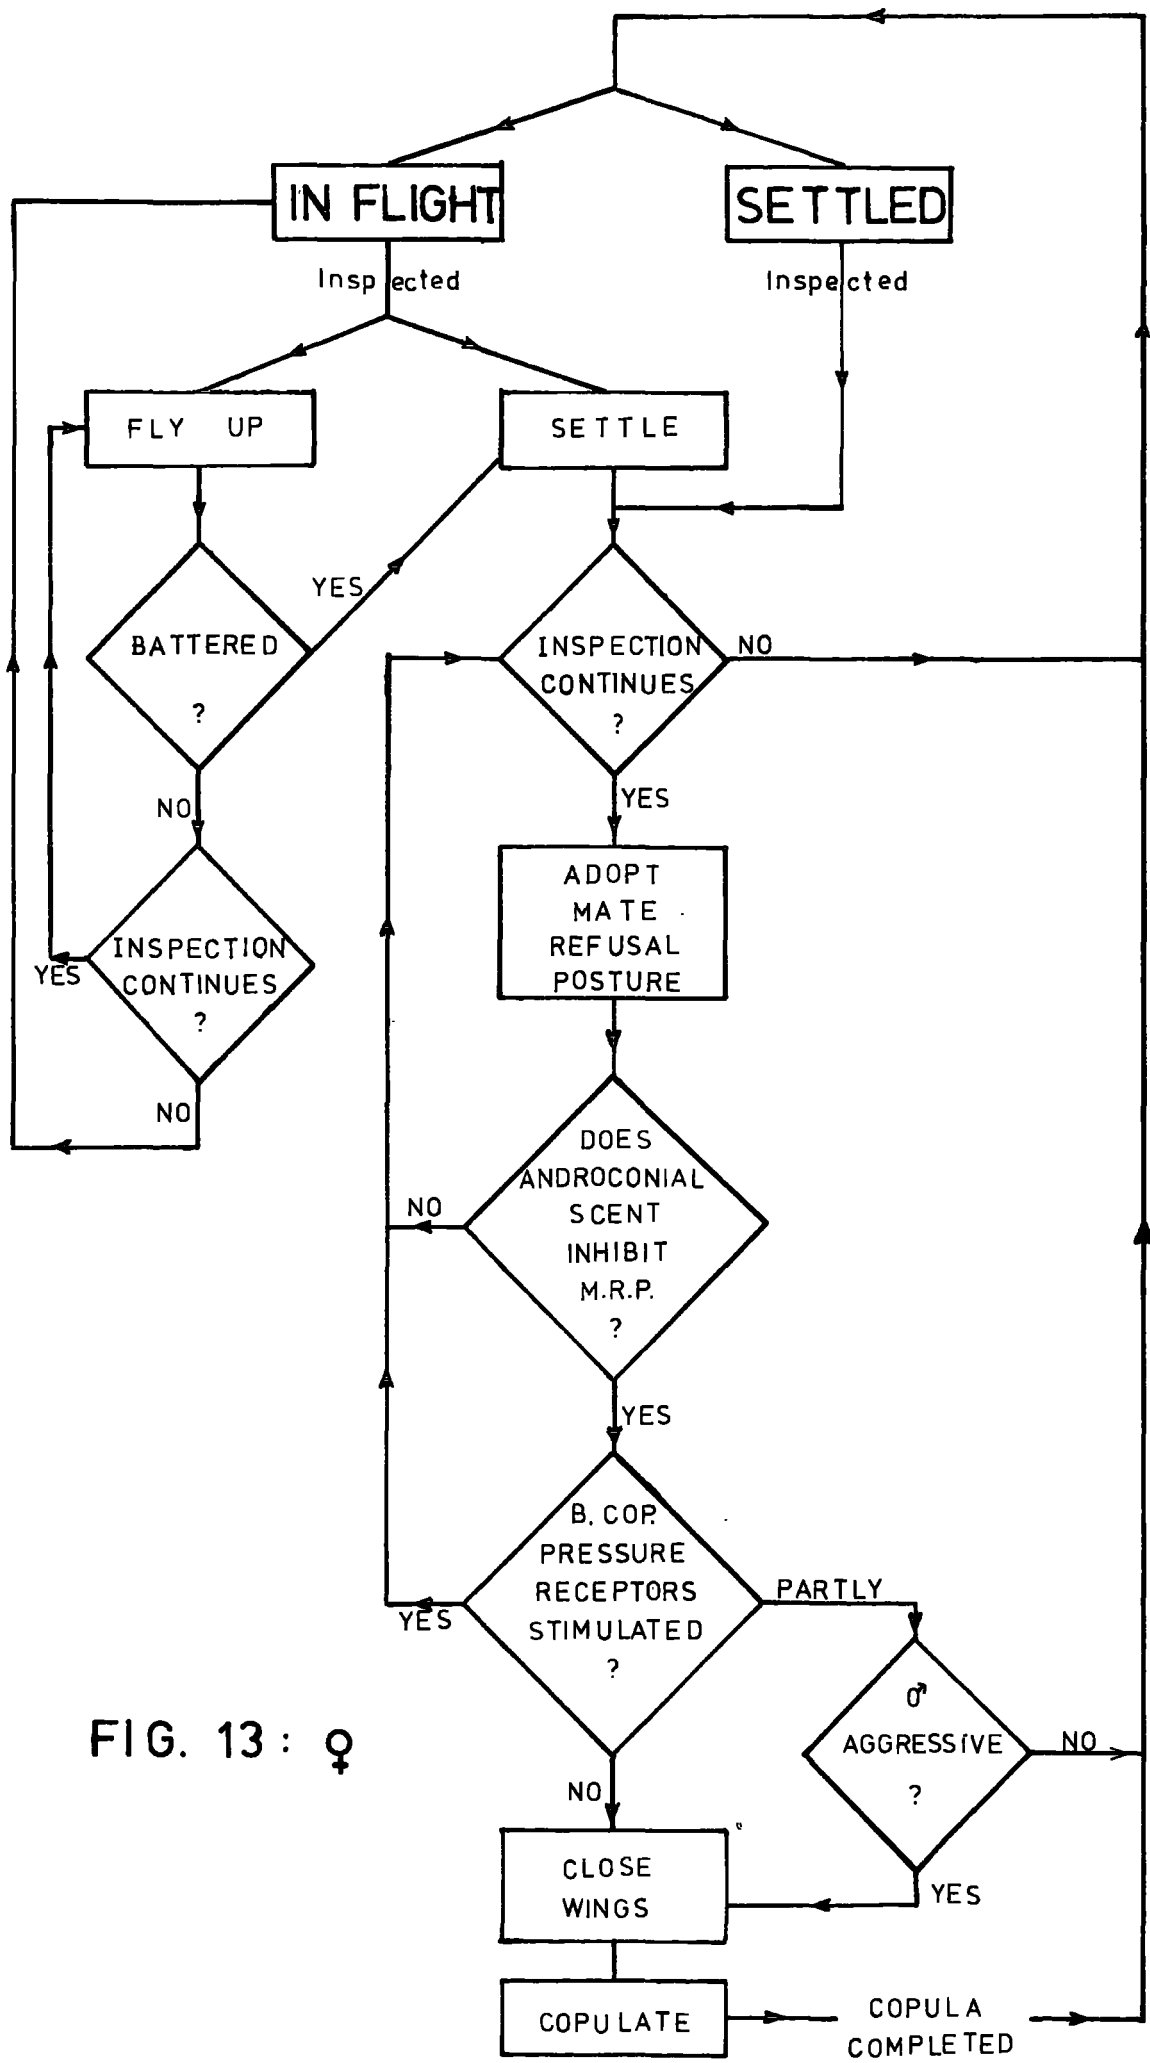 IN FLIGHT
SETTLED
Inspected
Inspected
FLY UP
SETTLE
BATTERED
?
YES
NO
INSPECTION
CONTINUES
?
YES
NO
INSPECTION
CONTINUES
?
NO
YES
ADOPT
MATE
REFUSAL
POSTURE
DOES
ANDROCONIAL
SCENT
INHIBIT
M.R.P.
?
NO
YES
B. COP.
PRESSURE
RECEPTORS
STIMULATED
?
YES
PARTLY
NO
♂
AGGRESSIVE
?
NO
YES
CLOSE
WINGS
COPULATE
COPULA
COMPLETED
FIG. 13 : ♀